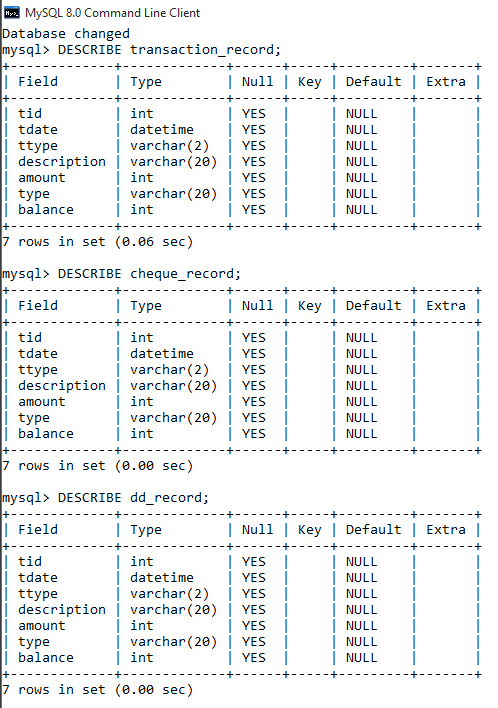 MySQL 8.0 Command Line Client
Database changed
mysql> DESCRIBE transaction_record;
+-------------+-------------+------+-----+---------+-------+
| Field       | Type        | Null | Key | Default | Extra |
+-------------+-------------+------+-----+---------+-------+
| tid         | int         | YES  |     | NULL    |       |
| tdate       | datetime    | YES  |     | NULL    |       |
| ttype       | varchar(2)  | YES  |     | NULL    |       |
| description | varchar(20) | YES  |     | NULL    |       |
| amount      | int         | YES  |     | NULL    |       |
| type        | varchar(20) | YES  |     | NULL    |       |
| balance     | int         | YES  |     | NULL    |       |
+-------------+-------------+------+-----+---------+-------+
7 rows in set (0.06 sec)

mysql> DESCRIBE cheque_record;
+-------------+-------------+------+-----+---------+-------+
| Field       | Type        | Null | Key | Default | Extra |
+-------------+-------------+------+-----+---------+-------+
| tid         | int         | YES  |     | NULL    |       |
| tdate       | datetime    | YES  |     | NULL    |       |
| ttype       | varchar(2)  | YES  |     | NULL    |       |
| description | varchar(20) | YES  |     | NULL    |       |
| amount      | int         | YES  |     | NULL    |       |
| type        | varchar(20) | YES  |     | NULL    |       |
| balance     | int         | YES  |     | NULL    |       |
+-------------+-------------+------+-----+---------+-------+
7 rows in set (0.00 sec)

mysql> DESCRIBE dd_record;
+-------------+-------------+------+-----+---------+-------+
| Field       | Type        | Null | Key | Default | Extra |
+-------------+-------------+------+-----+---------+-------+
| tid         | int         | YES  |     | NULL    |       |
| tdate       | datetime    | YES  |     | NULL    |       |
| ttype       | varchar(2)  | YES  |     | NULL    |       |
| description | varchar(20) | YES  |     | NULL    |       |
| amount      | int         | YES  |     | NULL    |       |
| type        | varchar(20) | YES  |     | NULL    |       |
| balance     | int         | YES  |     | NULL    |       |
+-------------+-------------+------+-----+---------+-------+
7 rows in set (0.00 sec)